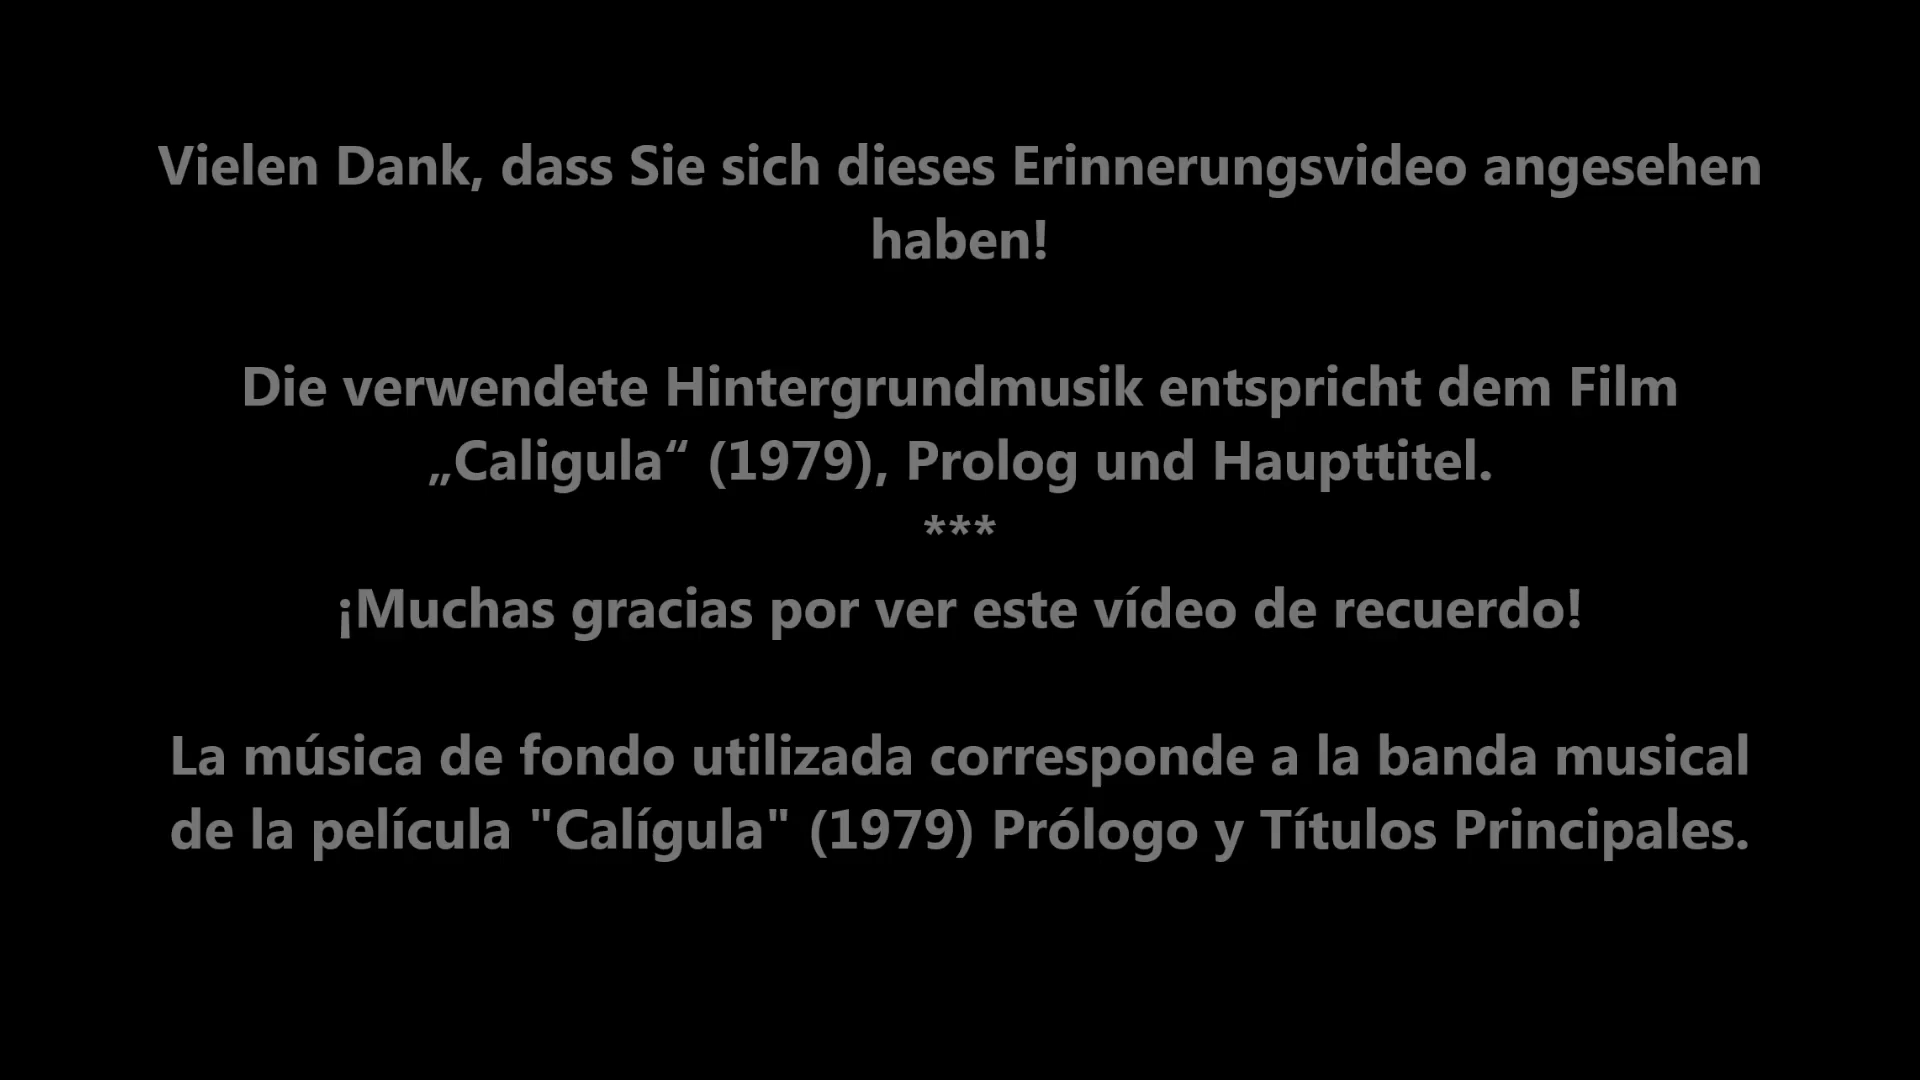 Vielen Dank, dass Sie sich dieses Erinnerungsvideo angesehen
haben!
Die verwendete Hintergrundmusik entspricht dem Film
„Caligula“ (1979), Prolog und Haupttitel.
***
¡Muchas gracias por ver este vídeo de recuerdo!
La música de fondo utilizada corresponde a la banda musical
de la película "Calígula" (1979) Prólogo y Títulos Principales.